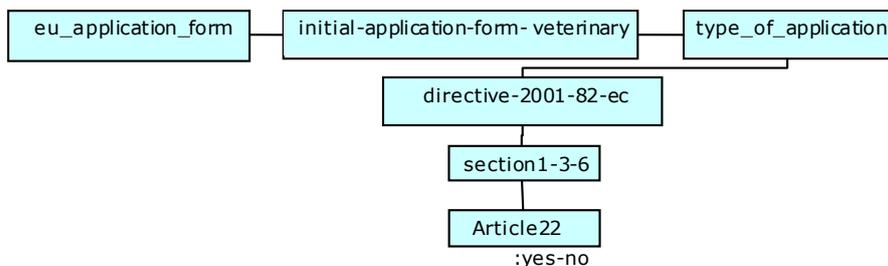 eu_application_form
initial-application-form- veterinary
type_of_application
directive-2001-82-ec
section1-3-6
Article22
:yes-no